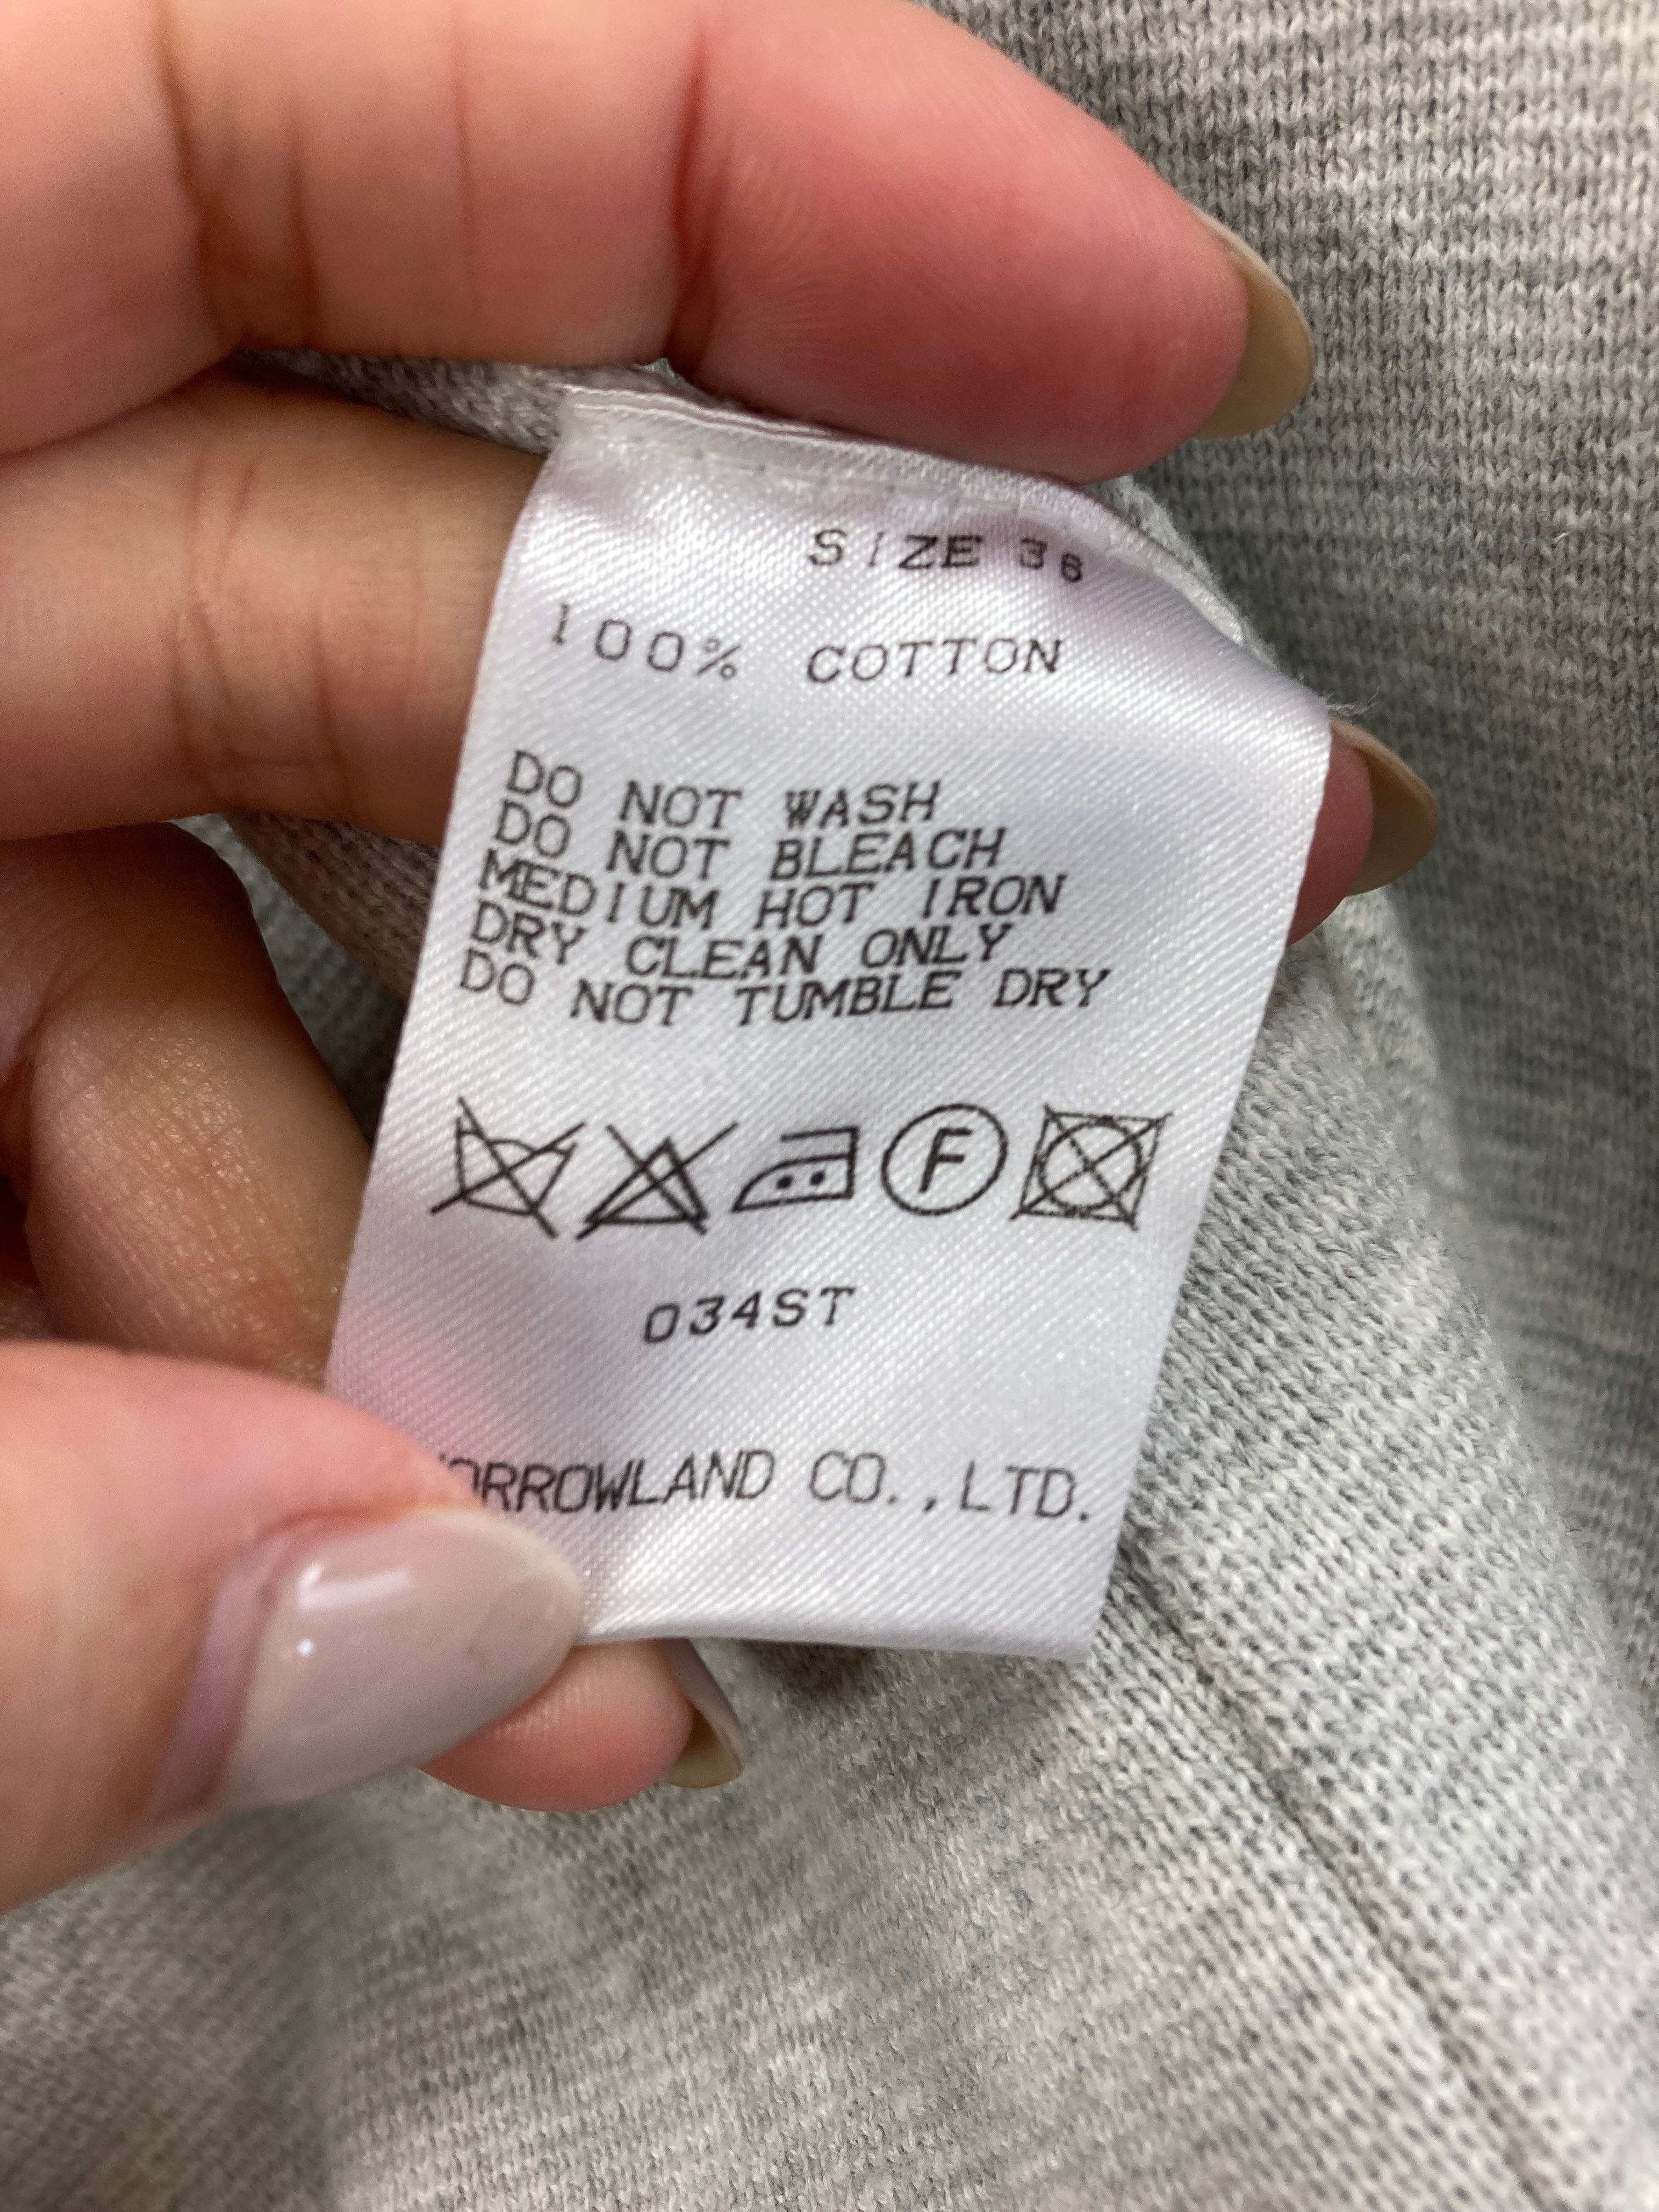 SIZE 36
100% COTTON
DO NOT WASH
DO NOT BLEACH
MEDIUM HOT IRON
DRY CLEAN ONLY
DO NOT TUMBLE DRY
F
034ST
CO.,LTD.